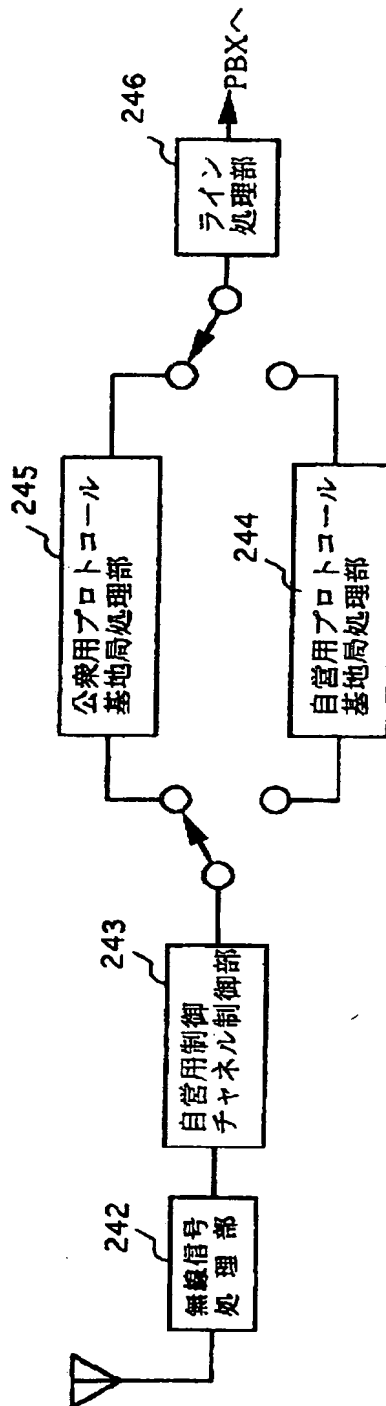 242
無線信号
処理部
243
自営用制御
チャネル制御部
245
公衆用プロトコール
基地局処理部
244
自営用プロトコール
基地局処理部
246
ライン
処理部
PBXへ